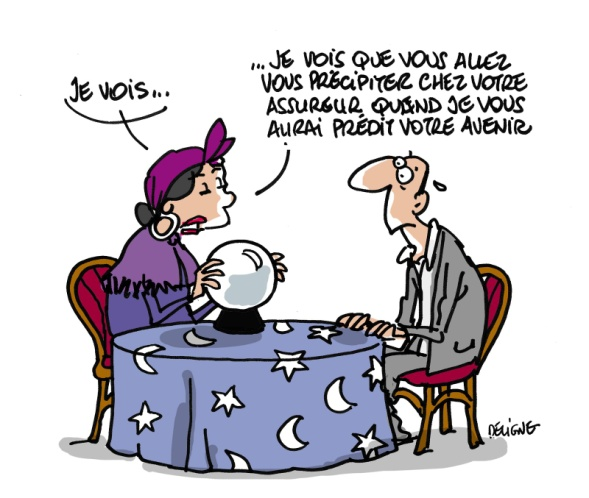 JE VOIS...
...JE VOIS QUE VOUS ALLEZ
VOUS PRÉCIPITER CHEZ VOTRE
ASSUREUR QUAND JE VOUS
AURAI PRÉDIT VOTRE AVENIR
DELIGNE